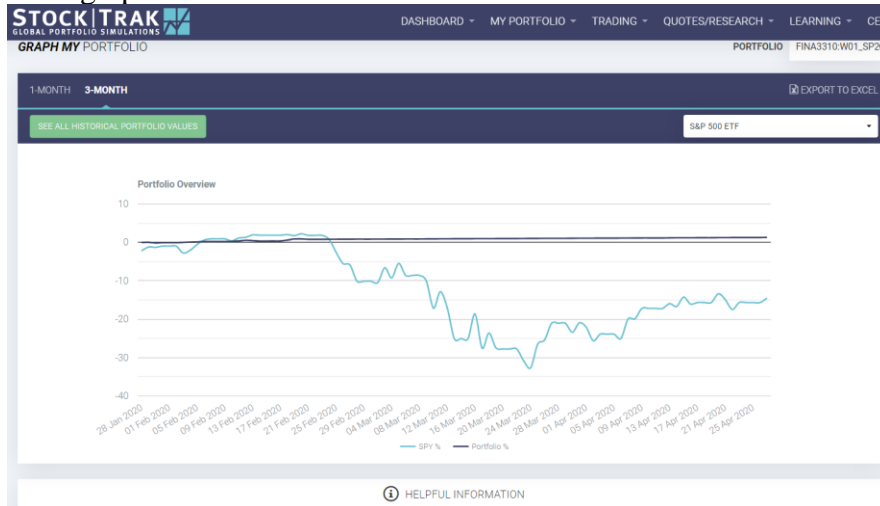 STOCK|TRAK
GLOBAL PORTFOLIO SIMULATIONS
DASHBOARD MY PORTFOLIO TRADING QUOTES/RESEARCH LEARNING CE
GRAPH MY PORTFOLIO
PORTFOLIO FINA3310:W01_SP2
1-MONTH 3-MONTH
EXPORT TO EXCEL
SEE ALL HISTORICAL PORTFOLIO VALUES
S&P 500 ETF
Portfolio Overview
10
0
-10
-20
-30
-40
28 Jan 2020 01 Feb 2020 05 Feb 2020 09 Feb 2020 13 Feb 2020 17 Feb 2020 21 Feb 2020 25 Feb 2020 29 Feb 2020 04 Mar 2020 08 Mar 2020 12 Mar 2020 16 Mar 2020 20 Mar 2020 24 Mar 2020 28 Mar 2020 01 Apr 2020 05 Apr 2020 09 Apr 2020 13 Apr 2020 17 Apr 2020 21 Apr 2020 25 Apr 2020
SPY % Portfolio %
HELPFUL INFORMATION